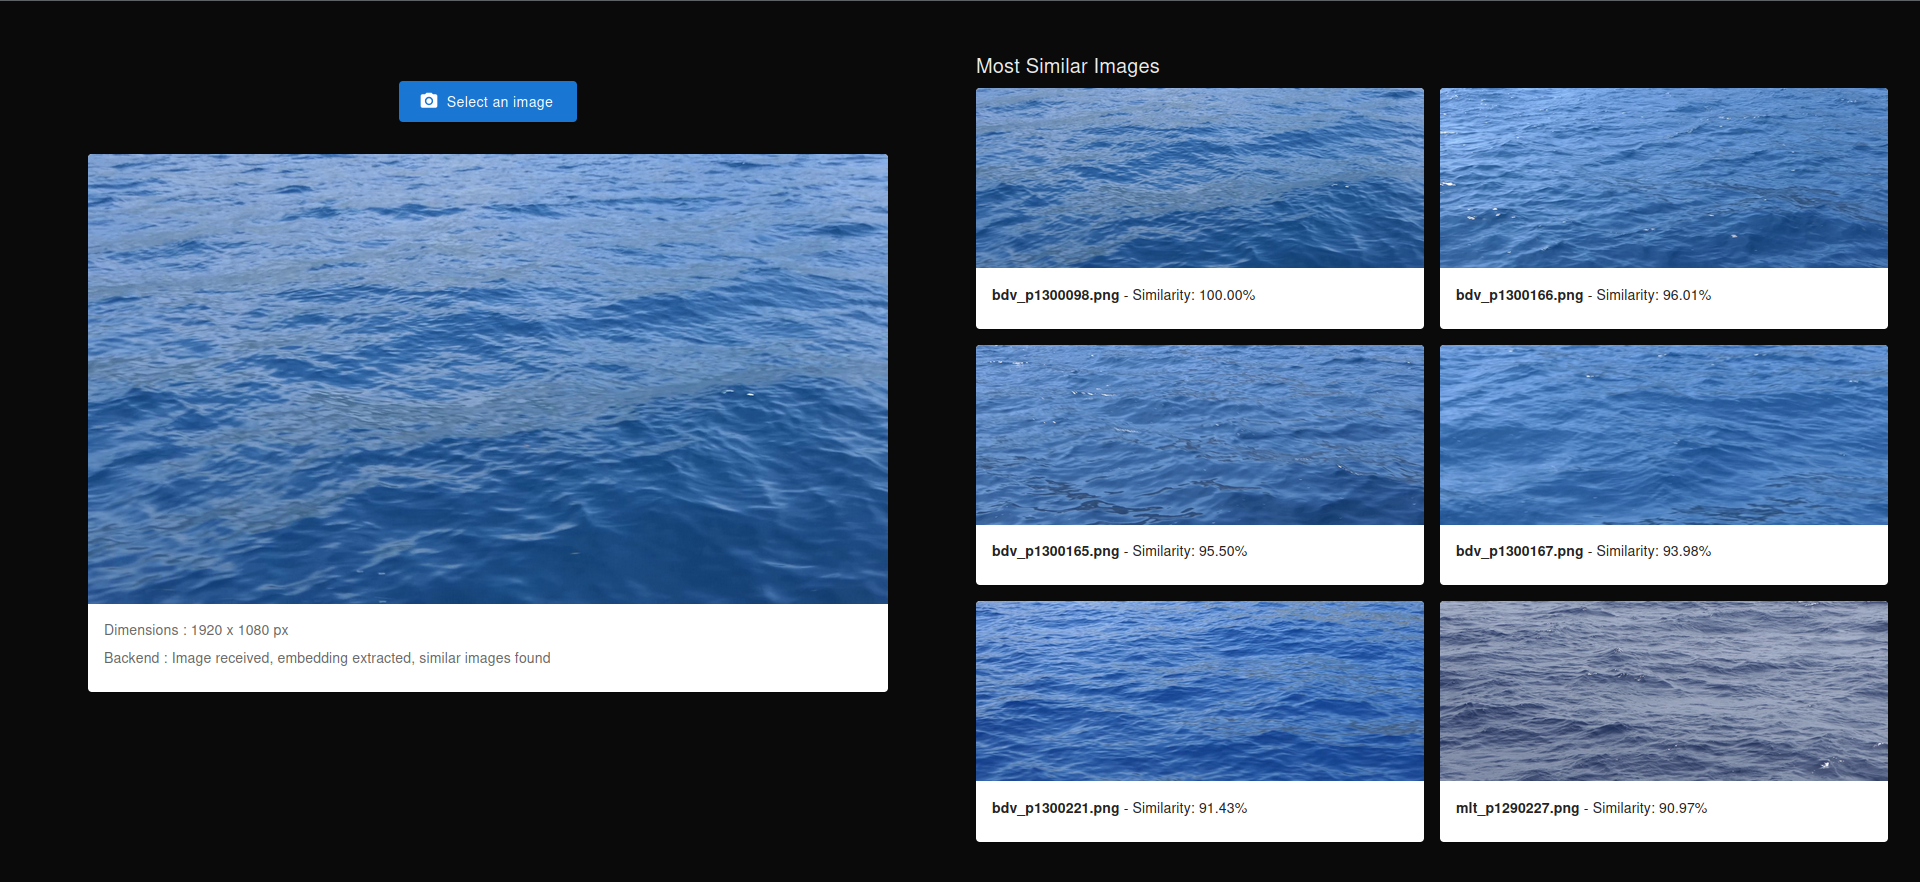 Select an image
Dimensions : 1920 x 1080 px
Backend : Image received, embedding extracted, similar images found
Most Similar Images
bdv_p1300098.png - Similarity: 100.00%
bdv_p1300166.png - Similarity: 96.01%
bdv_p1300165.png - Similarity: 95.50%
bdv_p1300167.png - Similarity: 93.98%
bdv_p1300221.png - Similarity: 91.43%
mlt_p1290227.png - Similarity: 90.97%